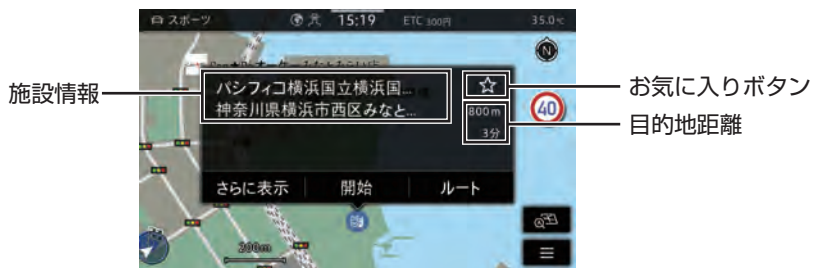 スポーツ 15:19 ETC 300円 35.0℃
N
施設情報
パシフィコ横浜国立横浜国...
神奈川県横浜市西区みなと...
お気に入りボタン
800m
3分
目的地距離
40
さらに表示 開始 ルート
200m